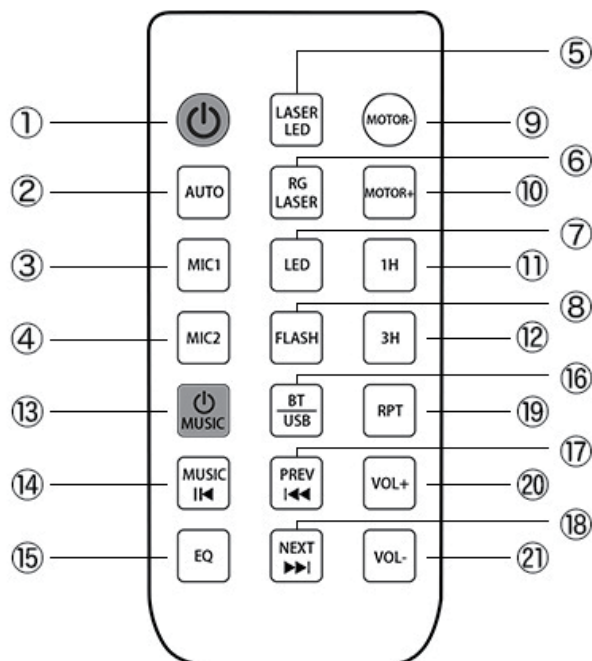 ⑤
① LASER LED MOTOR- ⑨
⑥
② AUTO RG LASER MOTOR+ ⑩
⑦
③ MIC1 LED 1H ⑪
⑧
④ MIC2 FLASH 3H ⑫
⑯
⑬ MUSIC BT USB RPT ⑲
⑰
⑭ MUSIC PREV VOL+ ⑳
⑱
⑮ EQ NEXT VOL- ㉑